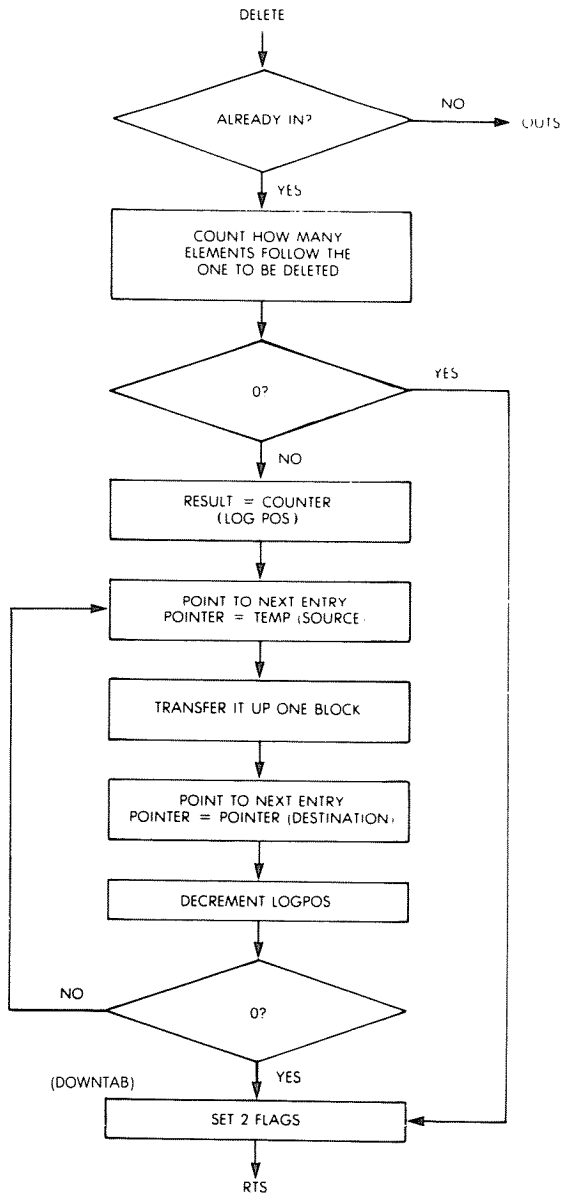 DELETE
ALREADY IN?
NO
OUTS
YES
COUNT HOW MANY
ELEMENTS FOLLOW THE
ONE TO BE DELETED
0?
YES
NO
RESULT = COUNTER
(LOG POS)
POINT TO NEXT ENTRY
POINTER = TEMP (SOURCE)
TRANSFER IT UP ONE BLOCK
POINT TO NEXT ENTRY
POINTER = POINTER (DESTINATION)
DECREMENT LOGPOS
NO
0?
YES
(DOWNTAB)
SET 2 FLAGS
RTS